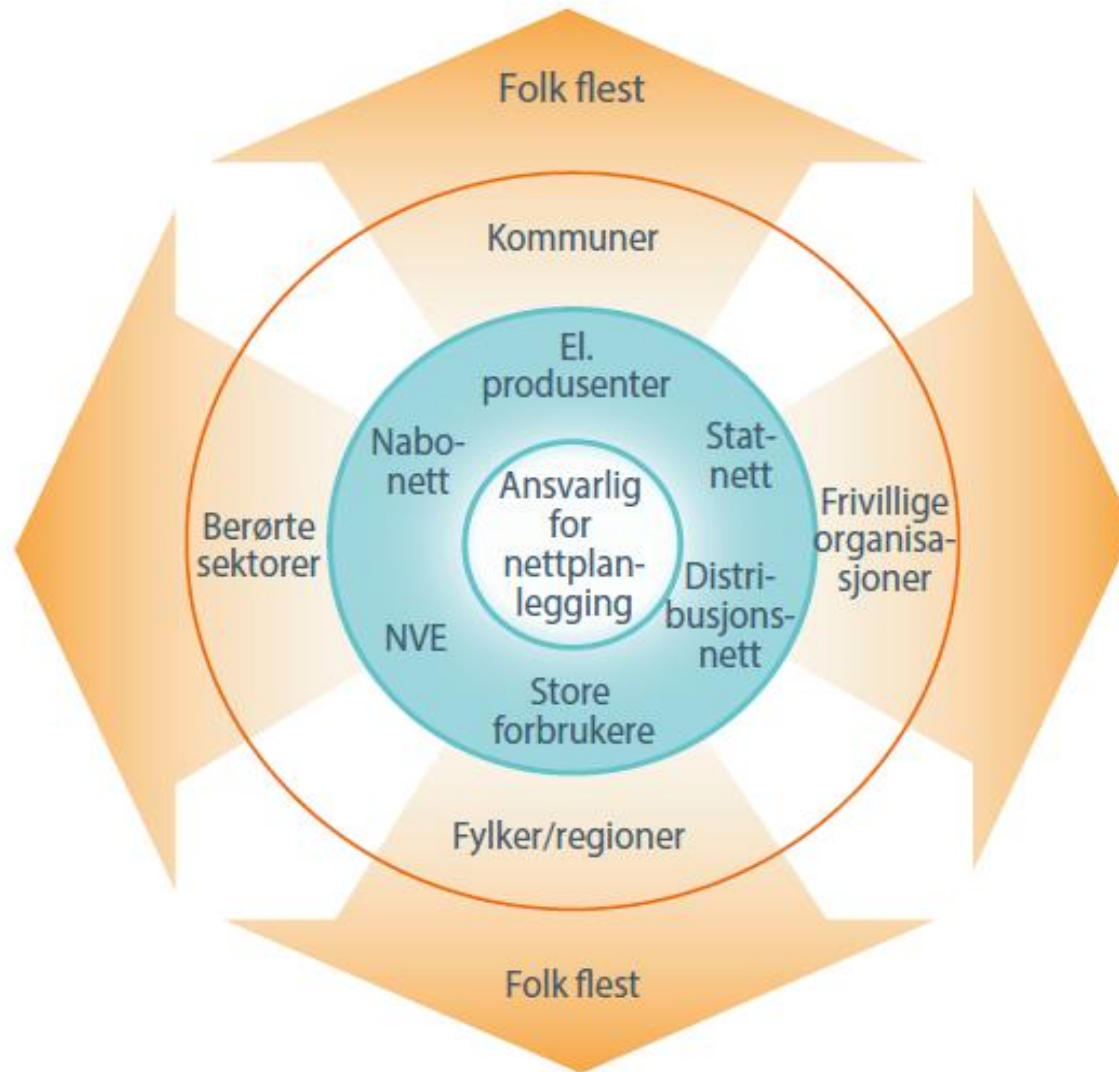 Folk flest
Kommuner
El.
produsenter
Nabo-
nett
Stat-
nett
Ansvarlig
for
nettplan-
legging
Berørte
sektorer
Frivillige
organisa-
sjoner
NVE
Distri-
busjons-
nett
Store
forbrukere
Fylker/regioner
Folk flest